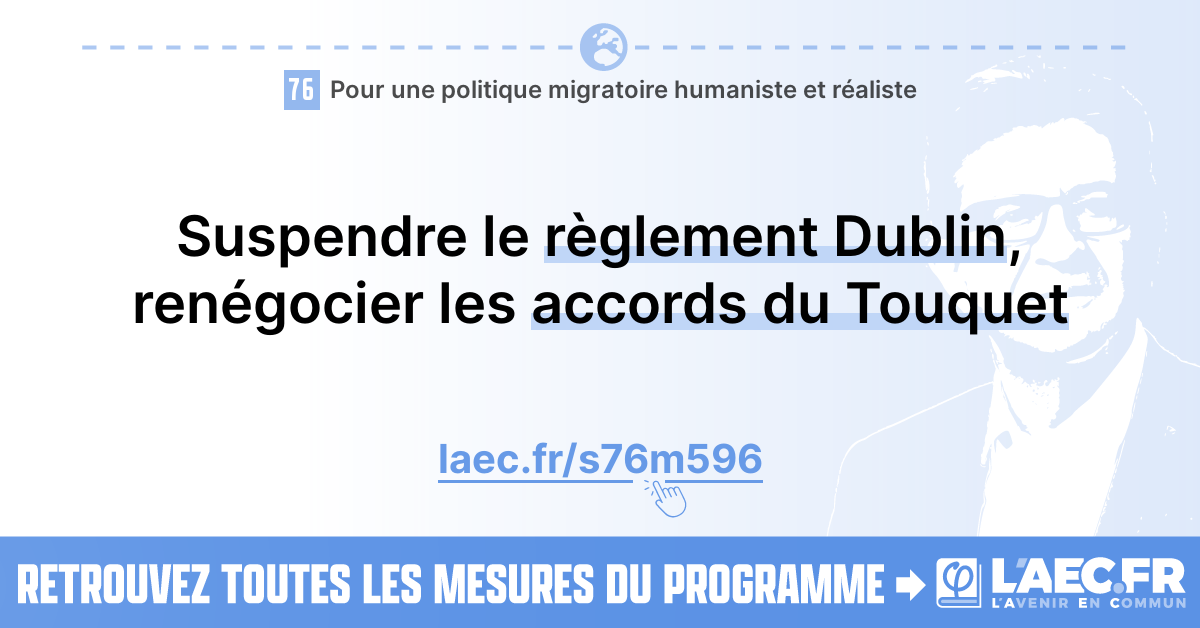 76 Pour une politique migratoire humaniste et réaliste
Suspendre le règlement Dublin,
renégocier les accords du Touquet
laec.fr/s76m596
RETROUVEZ TOUTES LES MESURES DU PROGRAMME
φ L'AEC.FR
L'AVENIR EN COMMUN